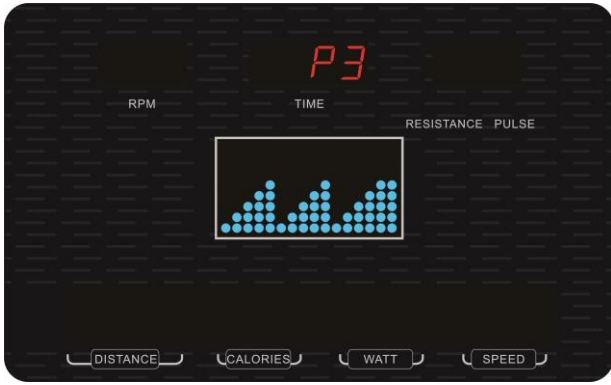 P3
RPM TIME
RESISTANCE PULSE
DISTANCE CALORIES WATT SPEED